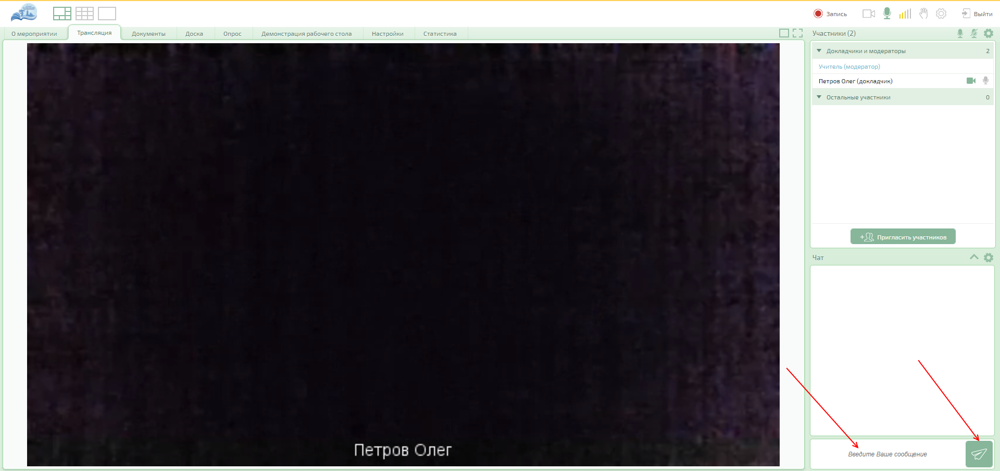 Запись
Выйти
О мероприятии
Трансляция
Документы
Доска
Опрос
Демонстрация рабочего стола
Настройки
Статистика
Участники (2)
Докладчики и модераторы 2
Учитель (модератор)
Петров Олег (докладчик)
Остальные участники 0
Пригласить участников
Чат
Введите Ваше сообщение
Петров Олег